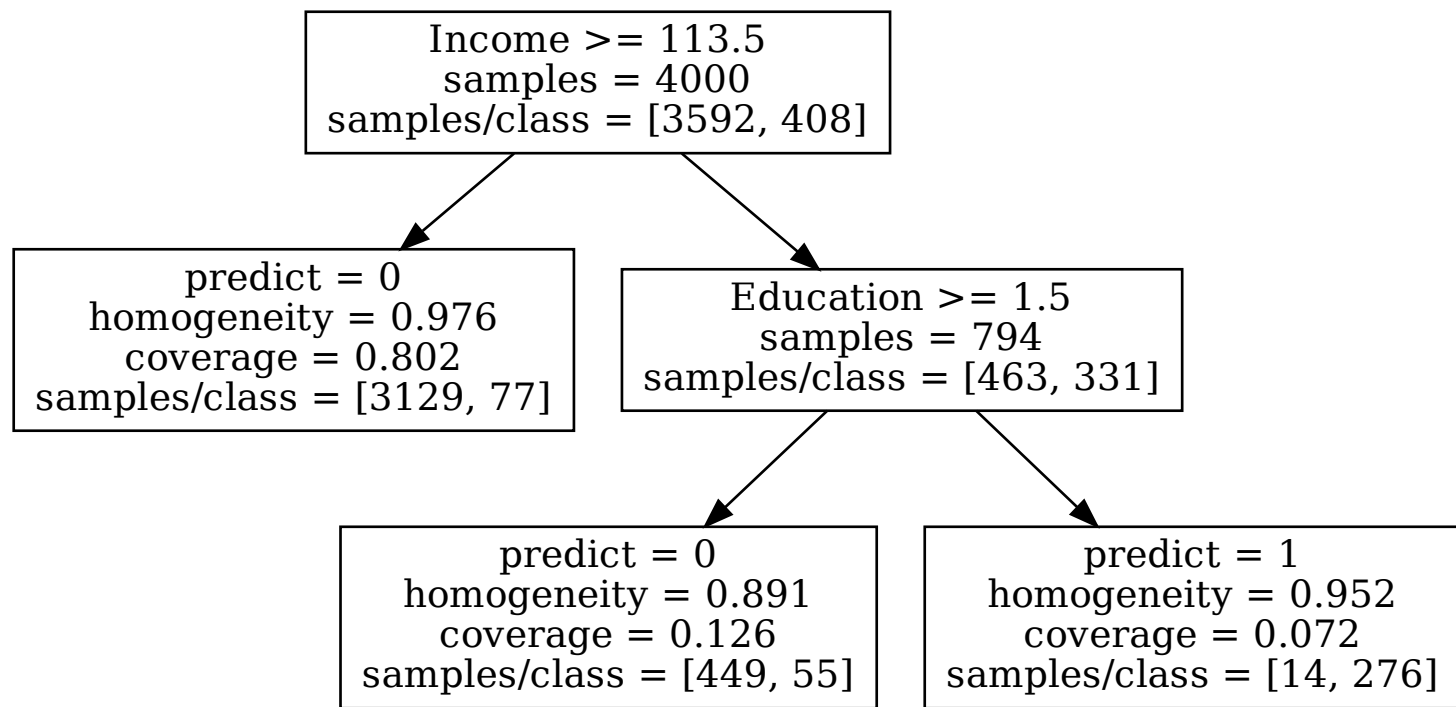 Income >= 113.5
samples = 4000
samples/class = [3592, 408]
predict = 0
homogeneity = 0.976
coverage = 0.802
samples/class = [3129, 77]
Education >= 1.5
samples = 794
samples/class = [463, 331]
predict = 0
homogeneity = 0.891
coverage = 0.126
samples/class = [449, 55]
predict = 1
homogeneity = 0.952
coverage = 0.072
samples/class = [14, 276]